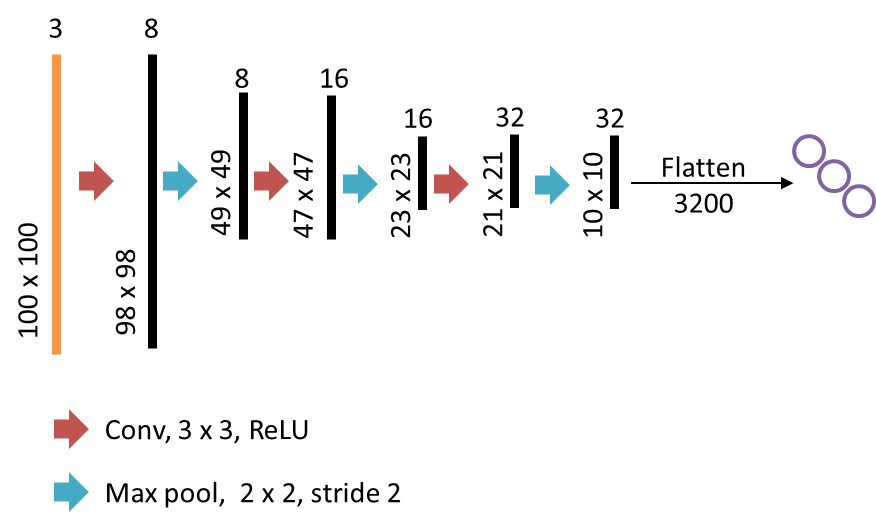 3
8
8
16
16
32
32
100 x 100
98 x 98
49 x 49
47 x 47
23 x 23
21 x 21
10 x 10
Flatten
3200
Conv, 3 x 3, ReLU
Max pool, 2 x 2, stride 2